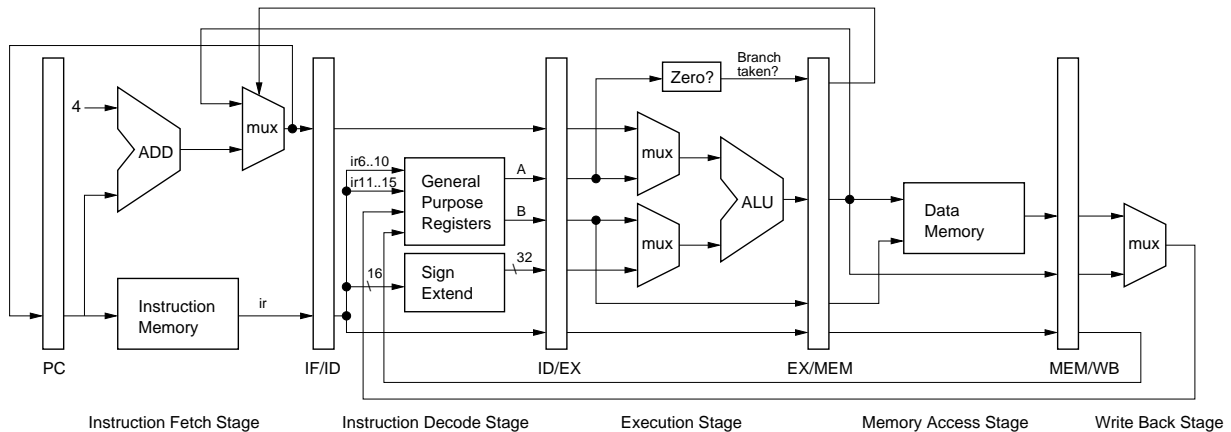 Branch
taken?
Zero?
4
ADD
mux
mux
ir6..10
ir11..15
General
Purpose
Registers
A
B
ALU
mux
Data
Memory
mux
16
Sign
Extend
32
Instruction
Memory
ir
PC
IF/ID
ID/EX
EX/MEM
MEM/WB
Instruction Fetch Stage
Instruction Decode Stage
Execution Stage
Memory Access Stage
Write Back Stage